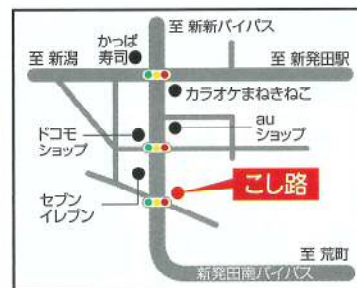 至 新新バイパス
かっぱ
寿司
至 新潟
至 新発田駅
カラオケまねきねこ
au
ショップ
ドコモ
ショップ
こし路
セブン
イレブン
至 荒町
新発田南バイパス